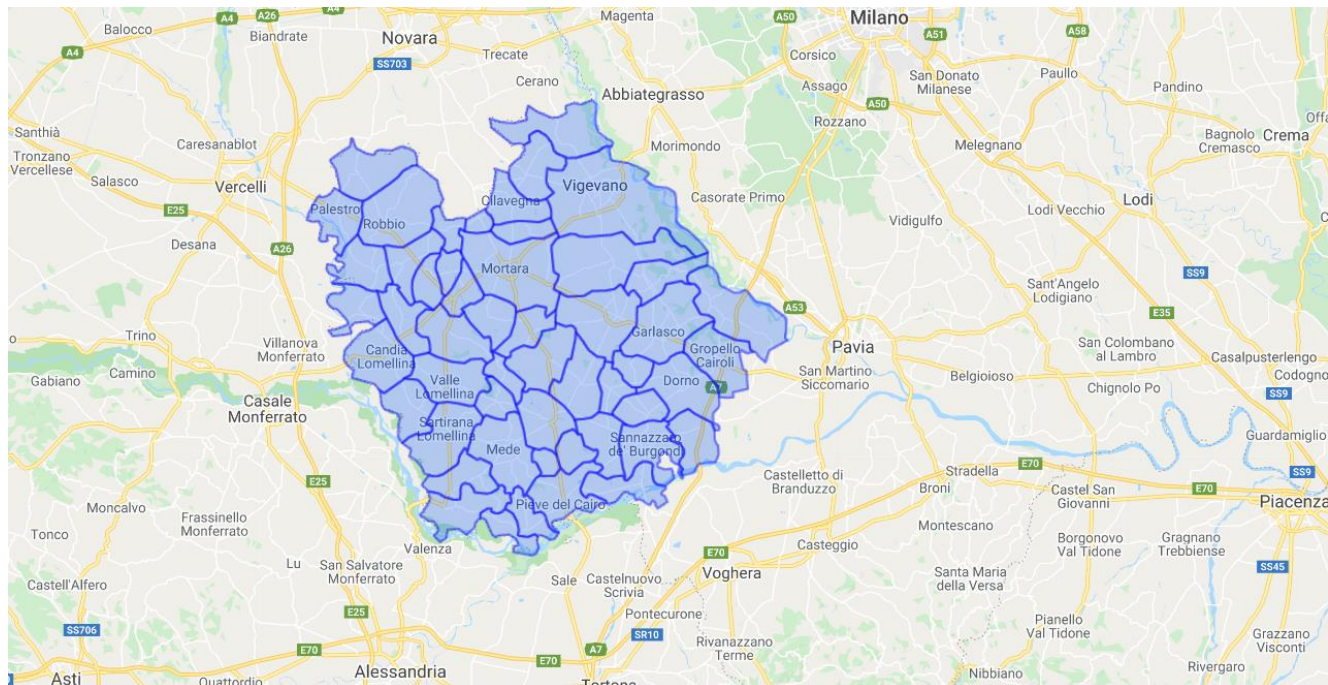 Milano
Magenta
A50
A4
A26
A4
Balocco
Biandrate
Novara
A58
A51
A4
Trecate
Corsico
SS703
San Donato
Milanese
Paullo
Cerano
Assago
Pandino
Abbiategrasso
A50
Rozzano
Santhià
Bagnolo
Cremasco
Crema
Caresanablot
Morimondo
Melegnano
Tronzano
Vercellese
Salasco
Vercelli
Vigevano
Casorate Primo
Cilavegna
Lodi
Palestro
E25
Robbio
Lodi Vecchio
Vidigulfo
Desana
A26
Mortara
SS9
Sant'Angelo
Lodigiano
A53
E35
Trino
Garlasco
Villanova
Monferrato
Candia
Lomellina
Gropello
Cairoli
Pavia
San Colombano
al Lambro
Casalpusterlengo
Camino
Gabiano
Dorno
San Martino
Siccomario
Belgioioso
Codogno
A7
Chignolo Po
Valle
Lomellina
SS9
Casale
Monferrato
Sartirana
Lomellina
Mede
Sannazzaro
de' Burgondi
Guardamiglio
E70
SS9
Castelletto di
Branduzzo
Stradella
E25
Broni
Castel San
Giovanni
E70
Piacenza
Pieve del Cairo
Moncalvo
Frassinello
Monferrato
Montescano
Tonco
Valenza
Casteggio
Borgonovo
Val Tidone
Gragnano
Trebbiense
E70
Lu
San Salvatore
Monferrato
Voghera
SS45
Castell'Alfero
Sale
Castelnuovo
Scrivia
Santa Maria
della Versa
E25
Pontecurone
Pianello
Val Tidone
SS706
SR10
Grazzano
Visconti
E70
A7
Rivanazzano
Terme
E70
Alessandria
Rivergaro
Asti
Nibbiano
Quattordio